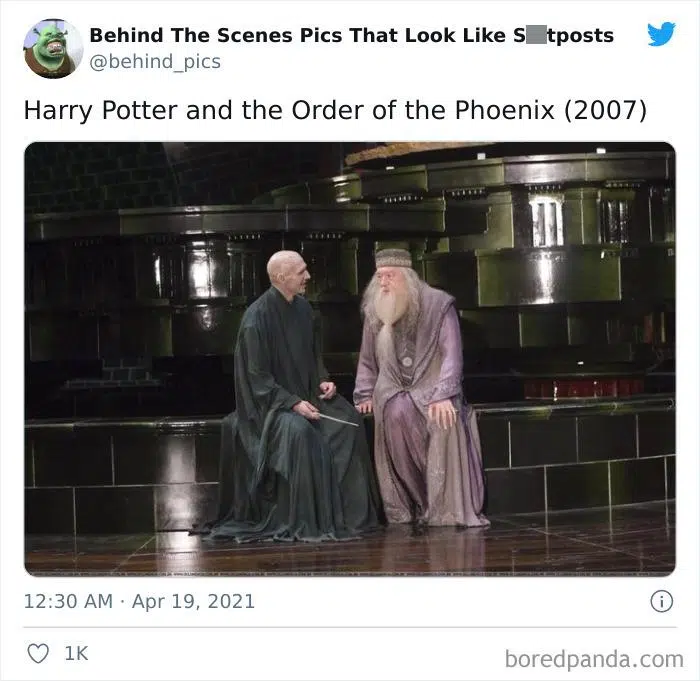 Behind The Scenes Pics That Look Like S tposts
@behind_pics
Harry Potter and the Order of the Phoenix (2007)
12:30 AM · Apr 19, 2021
1K
boredpanda.com